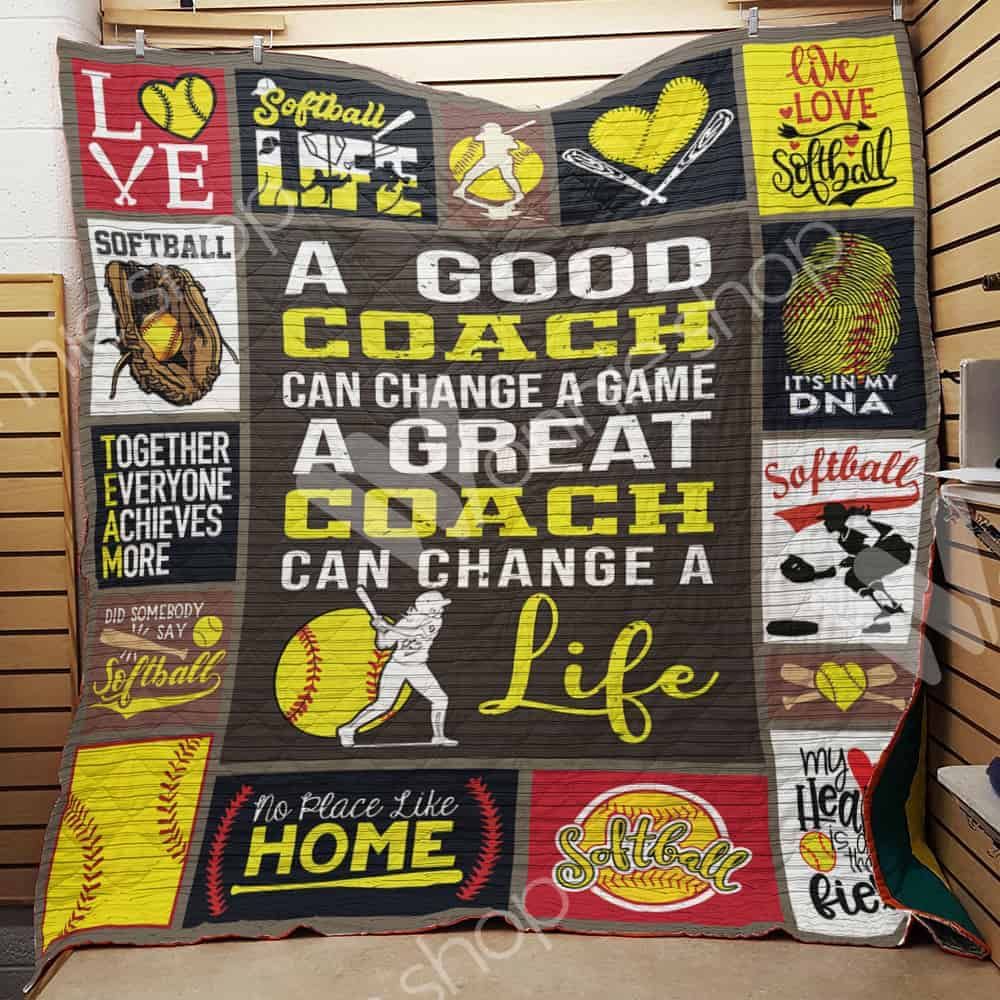 LOVE
Softball
LIFE
LIVE
LOVE
Softball
SOFTBALL
A GOOD
COACH
CAN CHANGE A GAME
A GREAT
COACH
CAN CHANGE A
Life
IT'S IN MY
DNA
TOGETHER
EVERYONE
ACHIEVES
MORE
Softball
DID SOMEBODY
SAY
Softball
No Place Like
HOME
Softball
my
IS